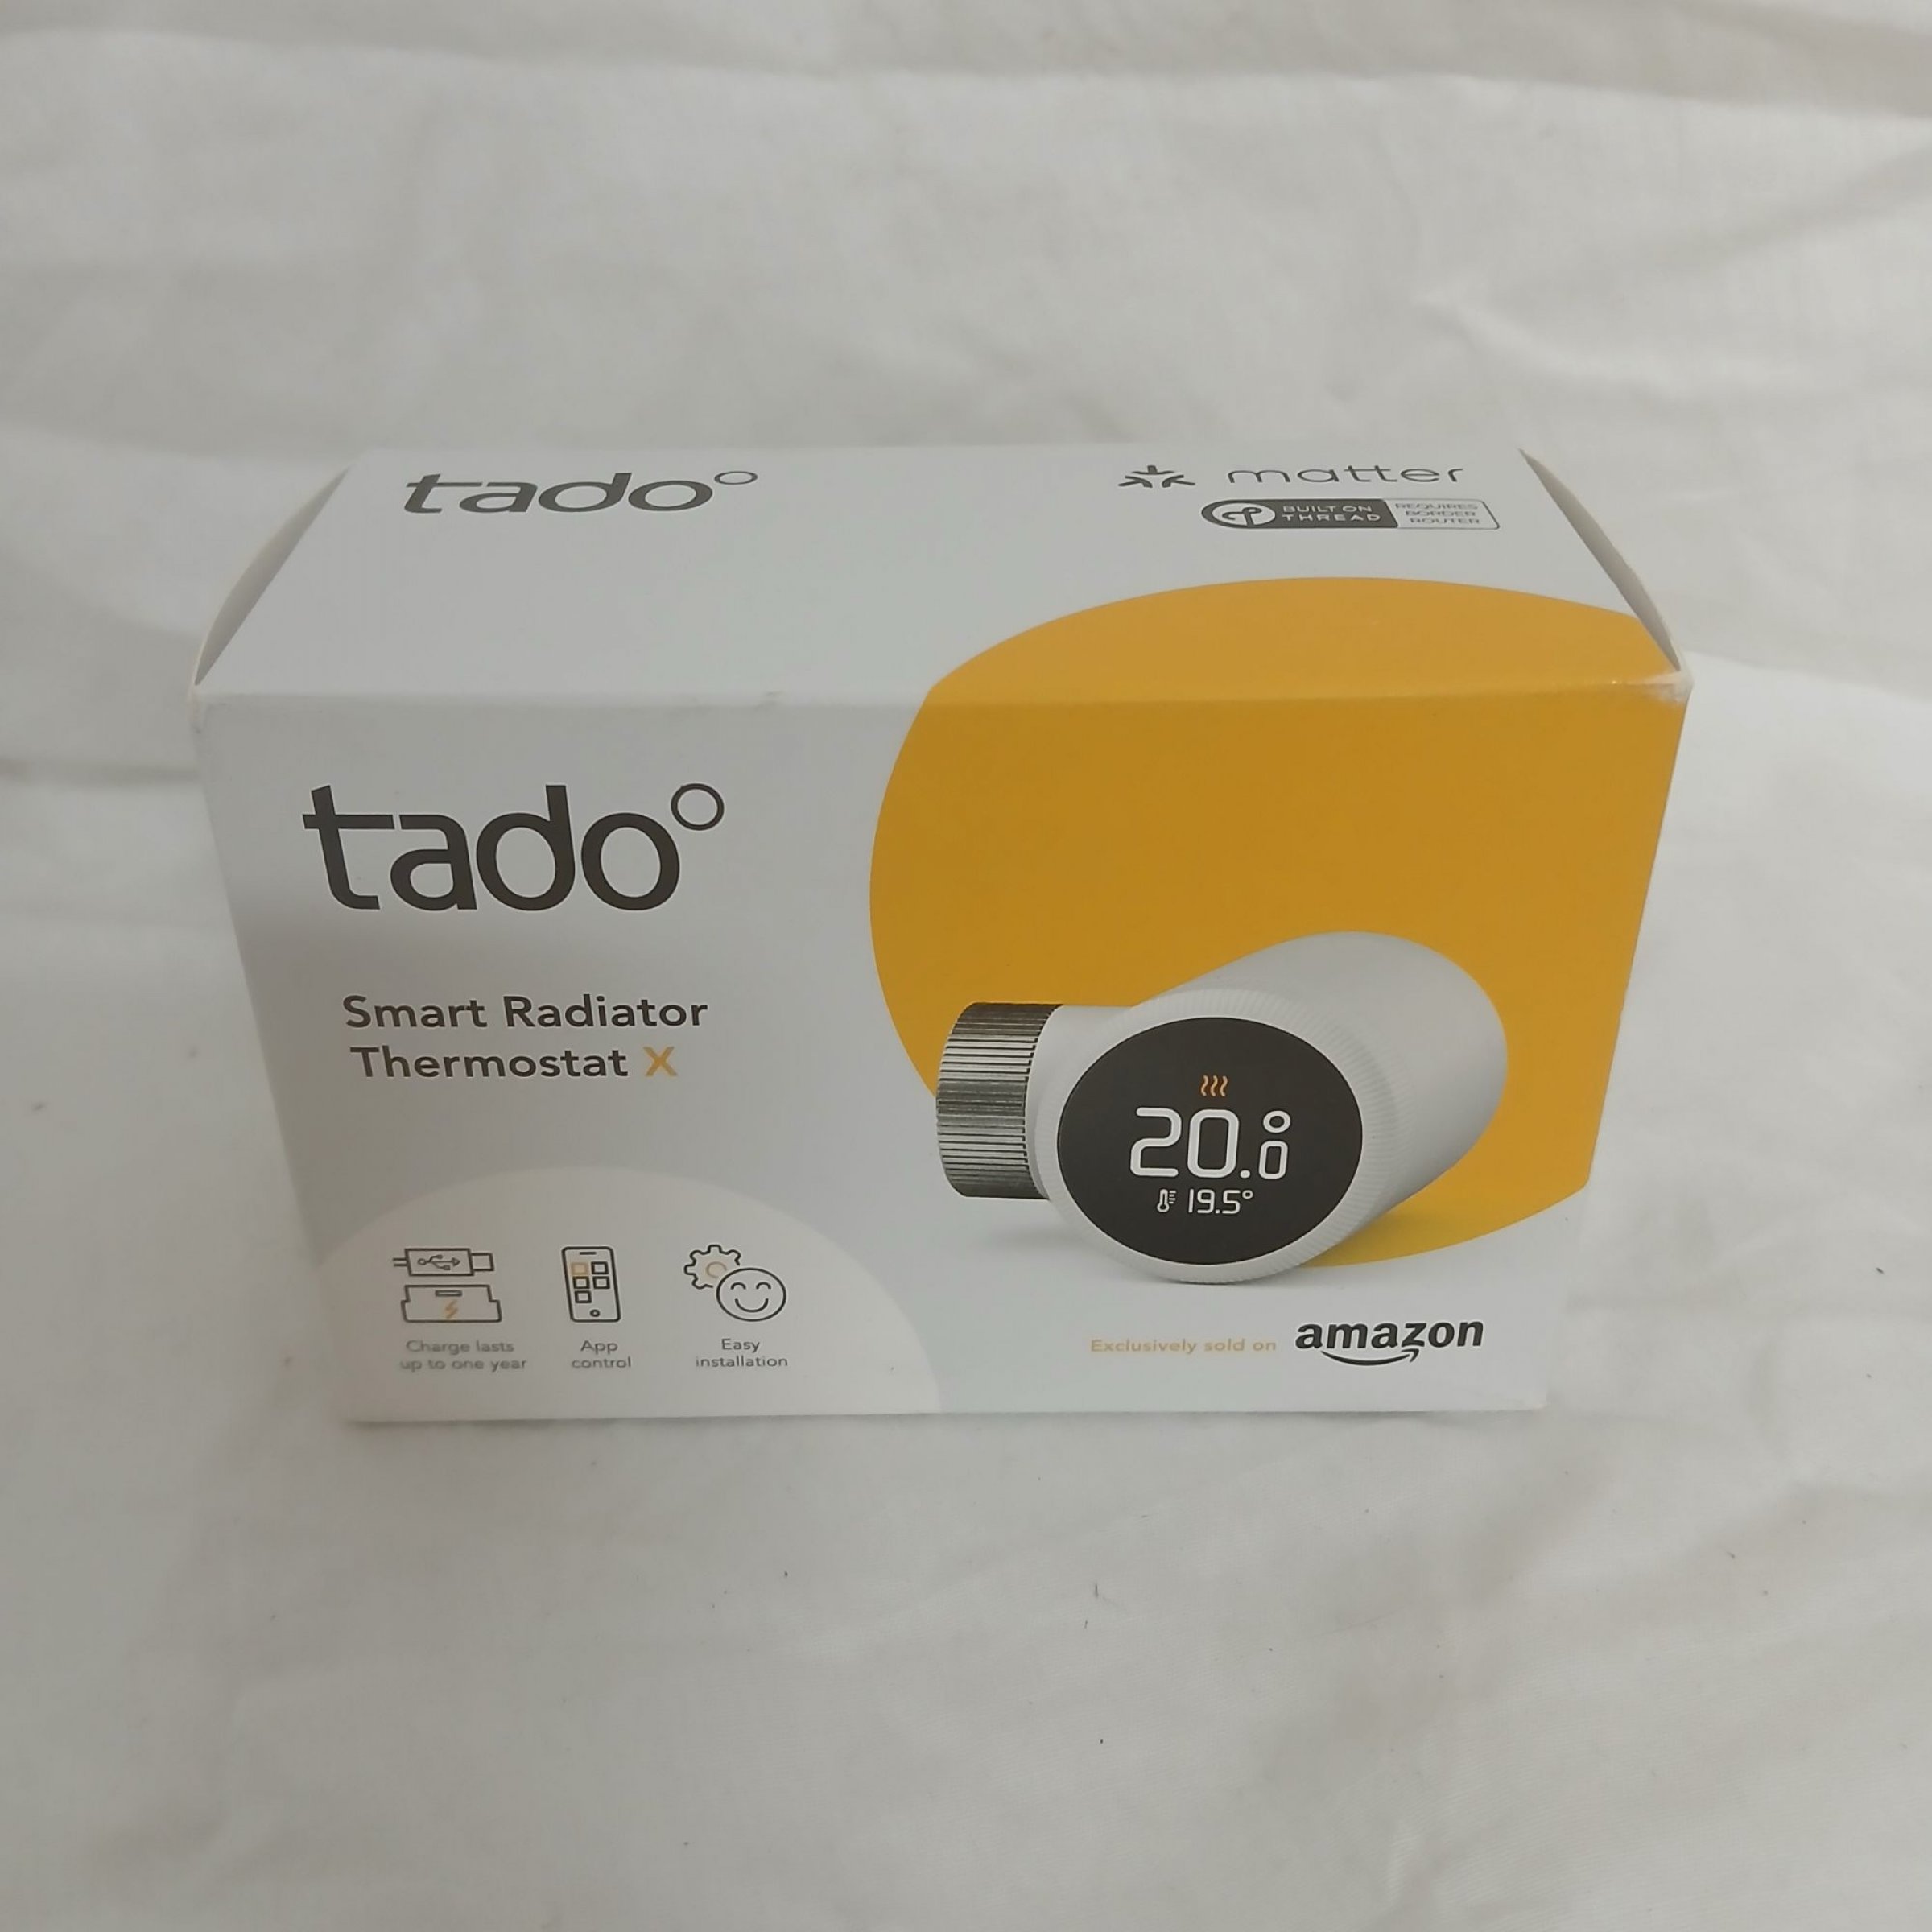 tado°
matter
BUILT ON
THREAD
REQUIRES
BORDER
ROUTER
tado°
Smart Radiator
Thermostat X
20.0°
19.5°
Charge lasts
up to one year
App
control
Easy
installation
Exclusively sold on amazon